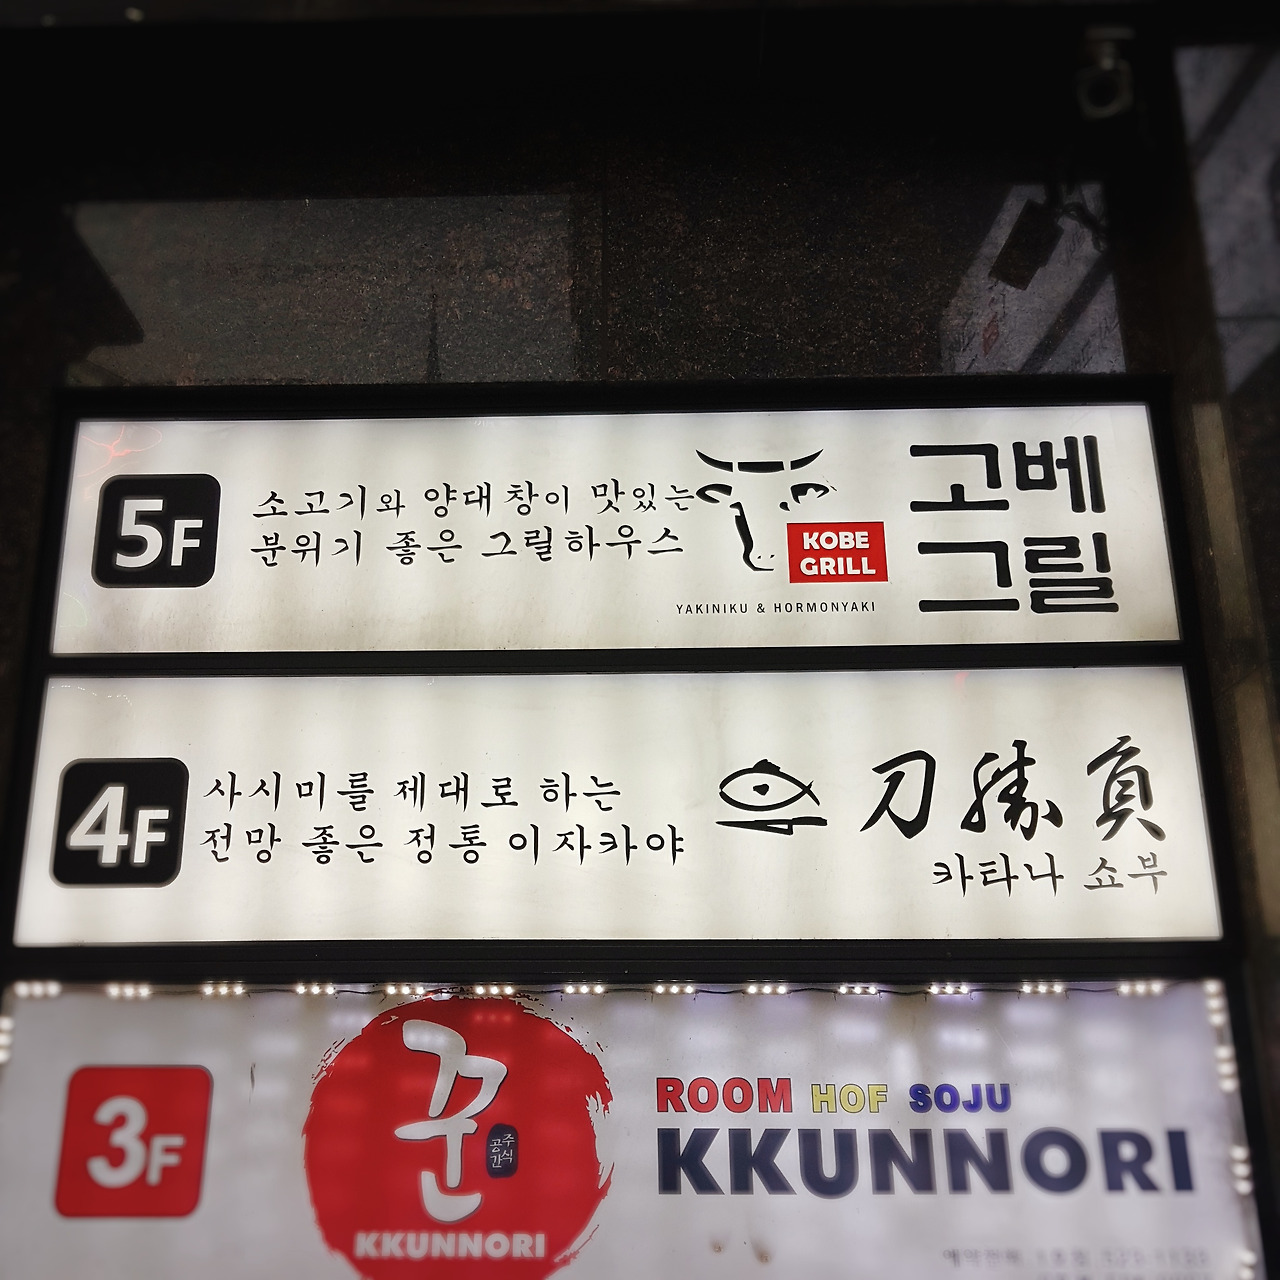 5F
소고기와 양대창이 맛있는
분위기 좋은 그릴하우스
KOBE
GRILL
YAKINIKU & HORMONYAKI
고베
그릴
4F
사시미를 제대로 하는
전망 좋은 정통 이자카야
刀勝負
카타나 쇼부
3F
꾼
주식
공간
KKUNNORI
ROOM HOF SOJU
KKUNNORI